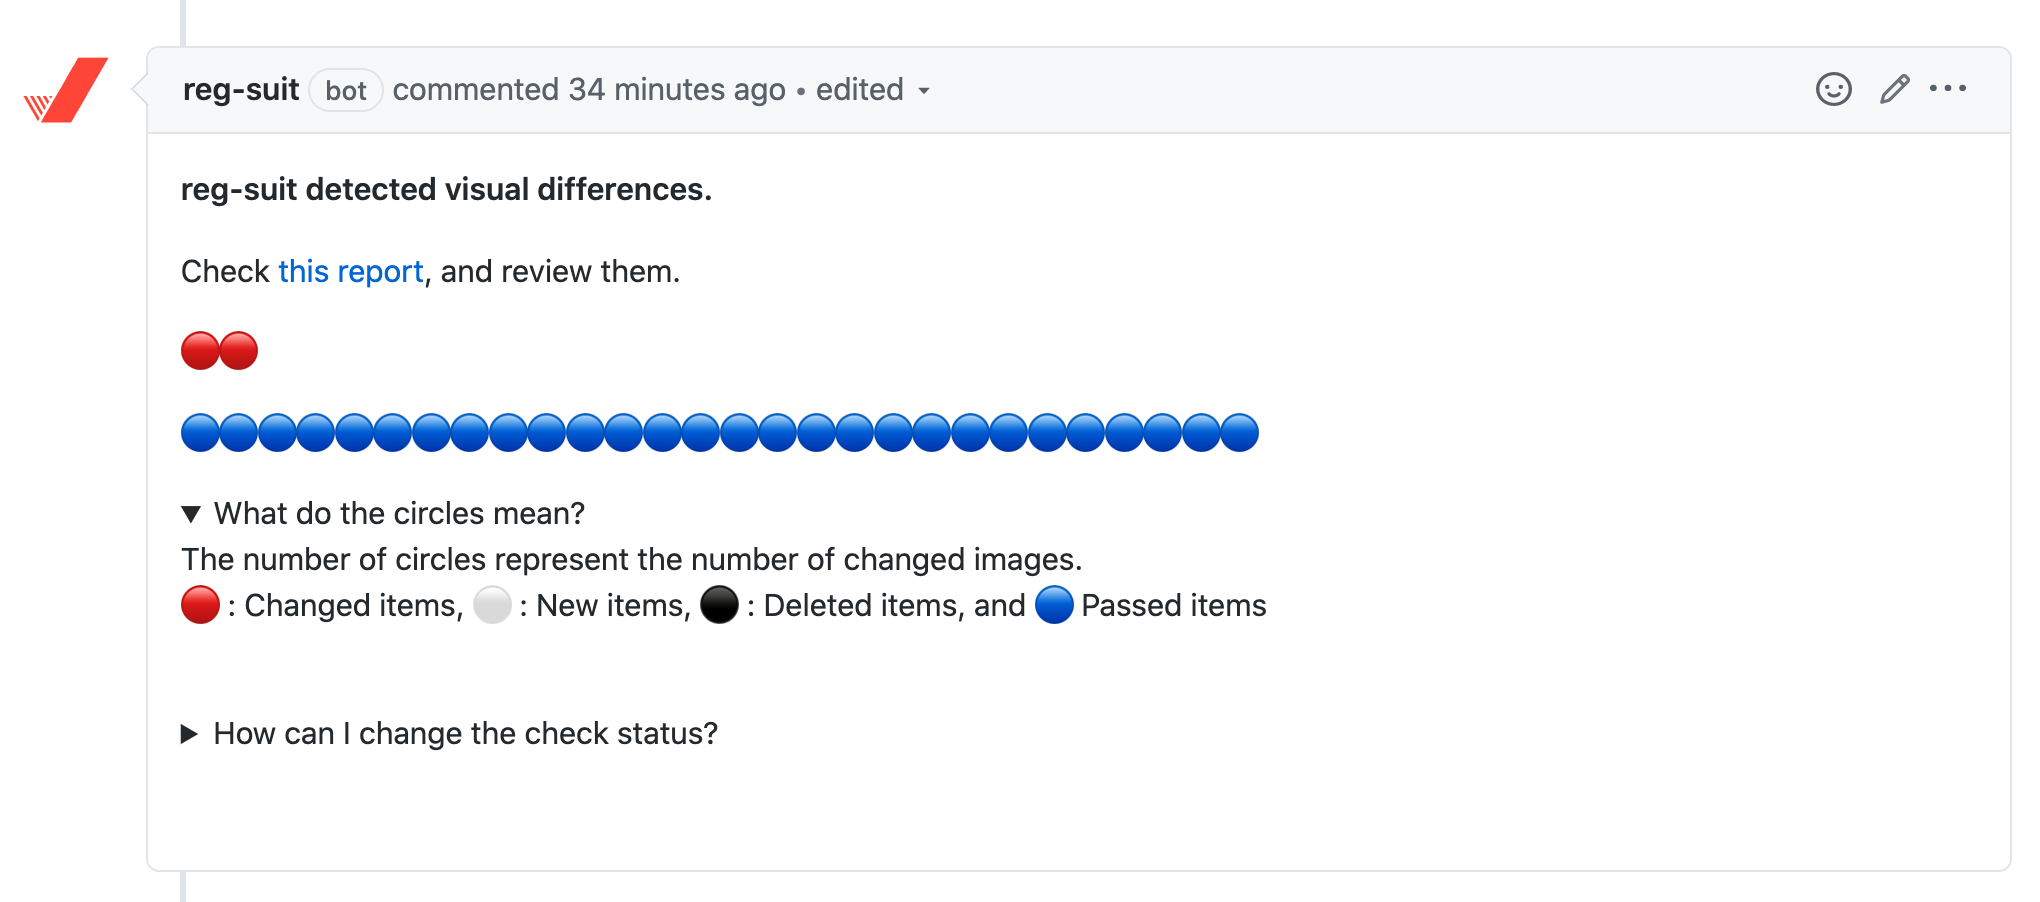 reg-suit bot commented 34 minutes ago • edited
reg-suit detected visual differences.
Check this report, and review them.
🔴🔴
🔵🔵🔵🔵🔵🔵🔵🔵🔵🔵🔵🔵🔵🔵🔵🔵🔵🔵🔵🔵🔵🔵🔵🔵🔵🔵🔵🔵
▼ What do the circles mean?
The number of circles represent the number of changed images.
🔴 : Changed items, ⚪ : New items, ⚫ : Deleted items, and 🔵 Passed items
▶ How can I change the check status?